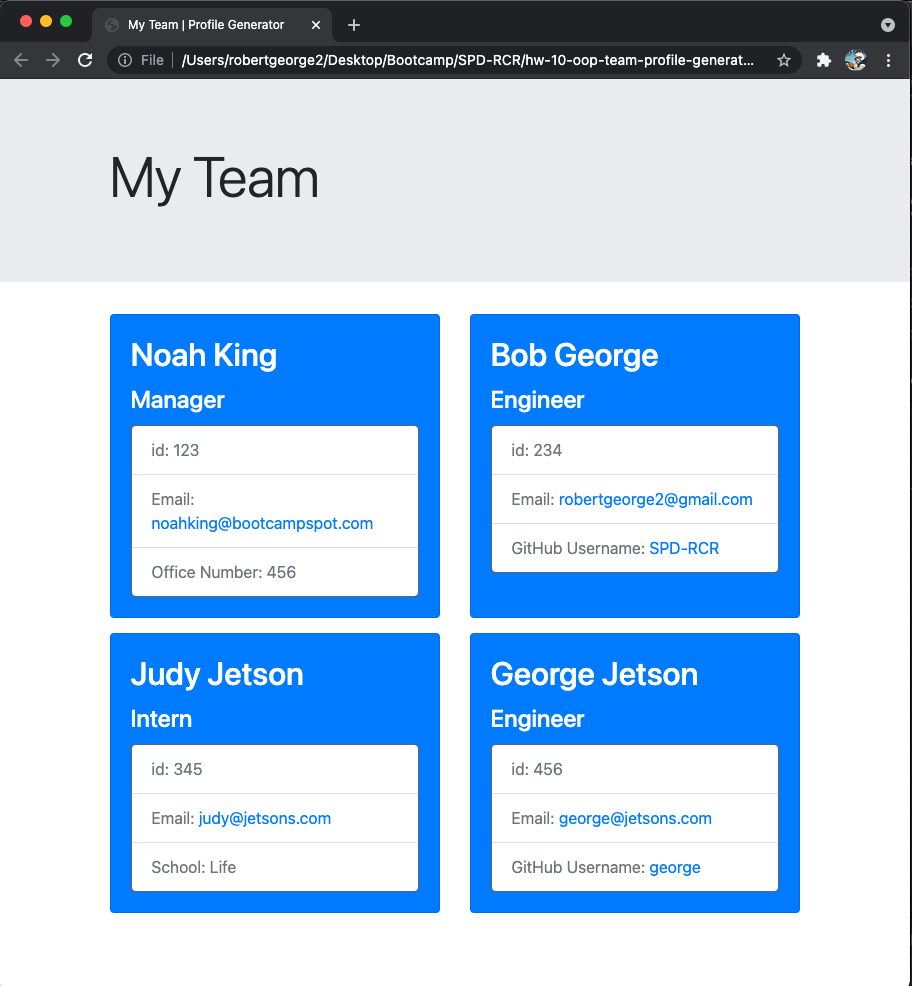 My Team | Profile Generator
File
/Users/robertgeorge2/Desktop/Bootcamp/SPD-RCR/hw-10-oop-team-profile-generat...
My Team
Noah King
Manager
id: 123
Email:
noahking@bootcampspot.com
Office Number: 456
Bob George
Engineer
id: 234
Email: robertgeorge2@gmail.com
GitHub Username: SPD-RCR
Judy Jetson
Intern
id: 345
Email: judy@jetsons.com
School: Life
George Jetson
Engineer
id: 456
Email: george@jetsons.com
GitHub Username: george